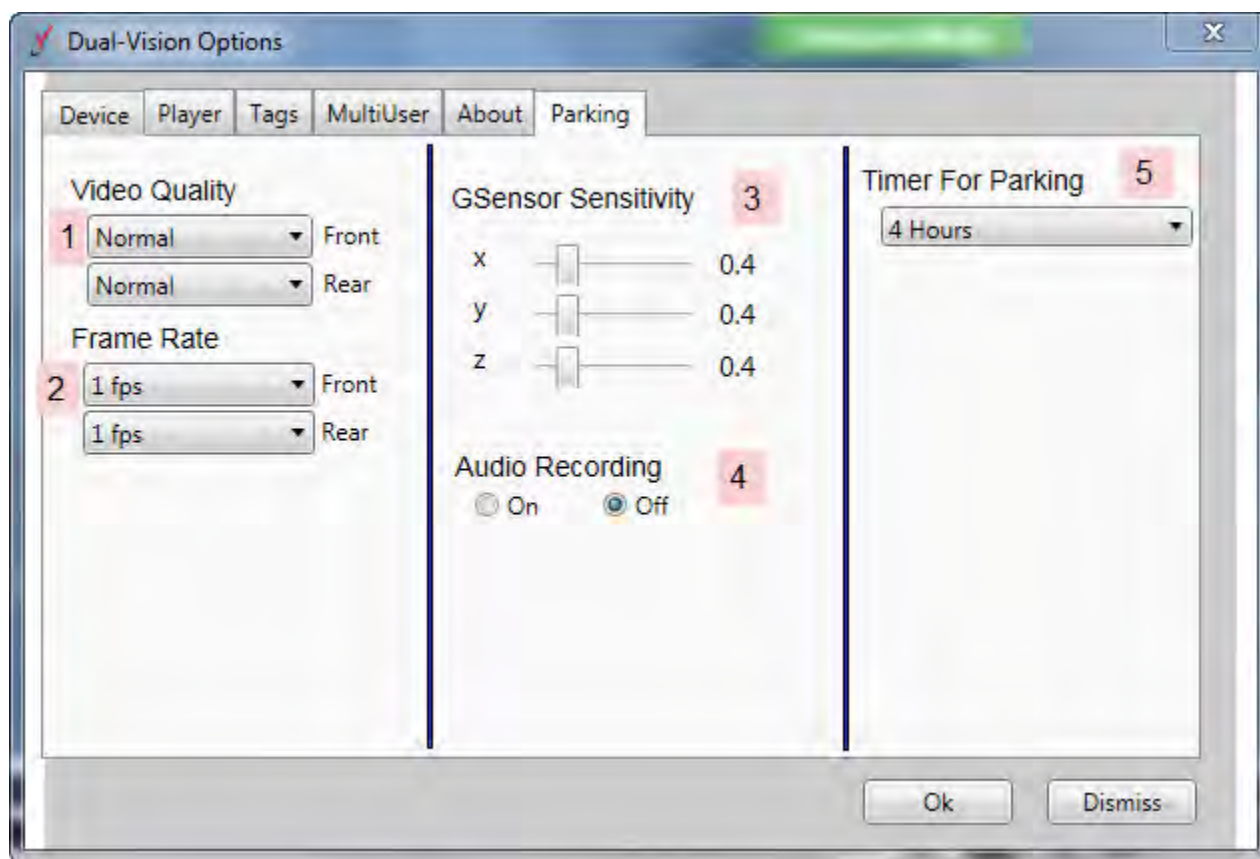 Dual-Vision Options
Device Player Tags MultiUser About Parking
Video Quality
1 Normal Front
Normal Rear
Frame Rate
2 1 fps Front
1 fps Rear
GSensor Sensitivity 3
x 0.4
y 0.4
z 0.4
Audio Recording 4
On Off
Timer For Parking 5
4 Hours
Ok Dismiss